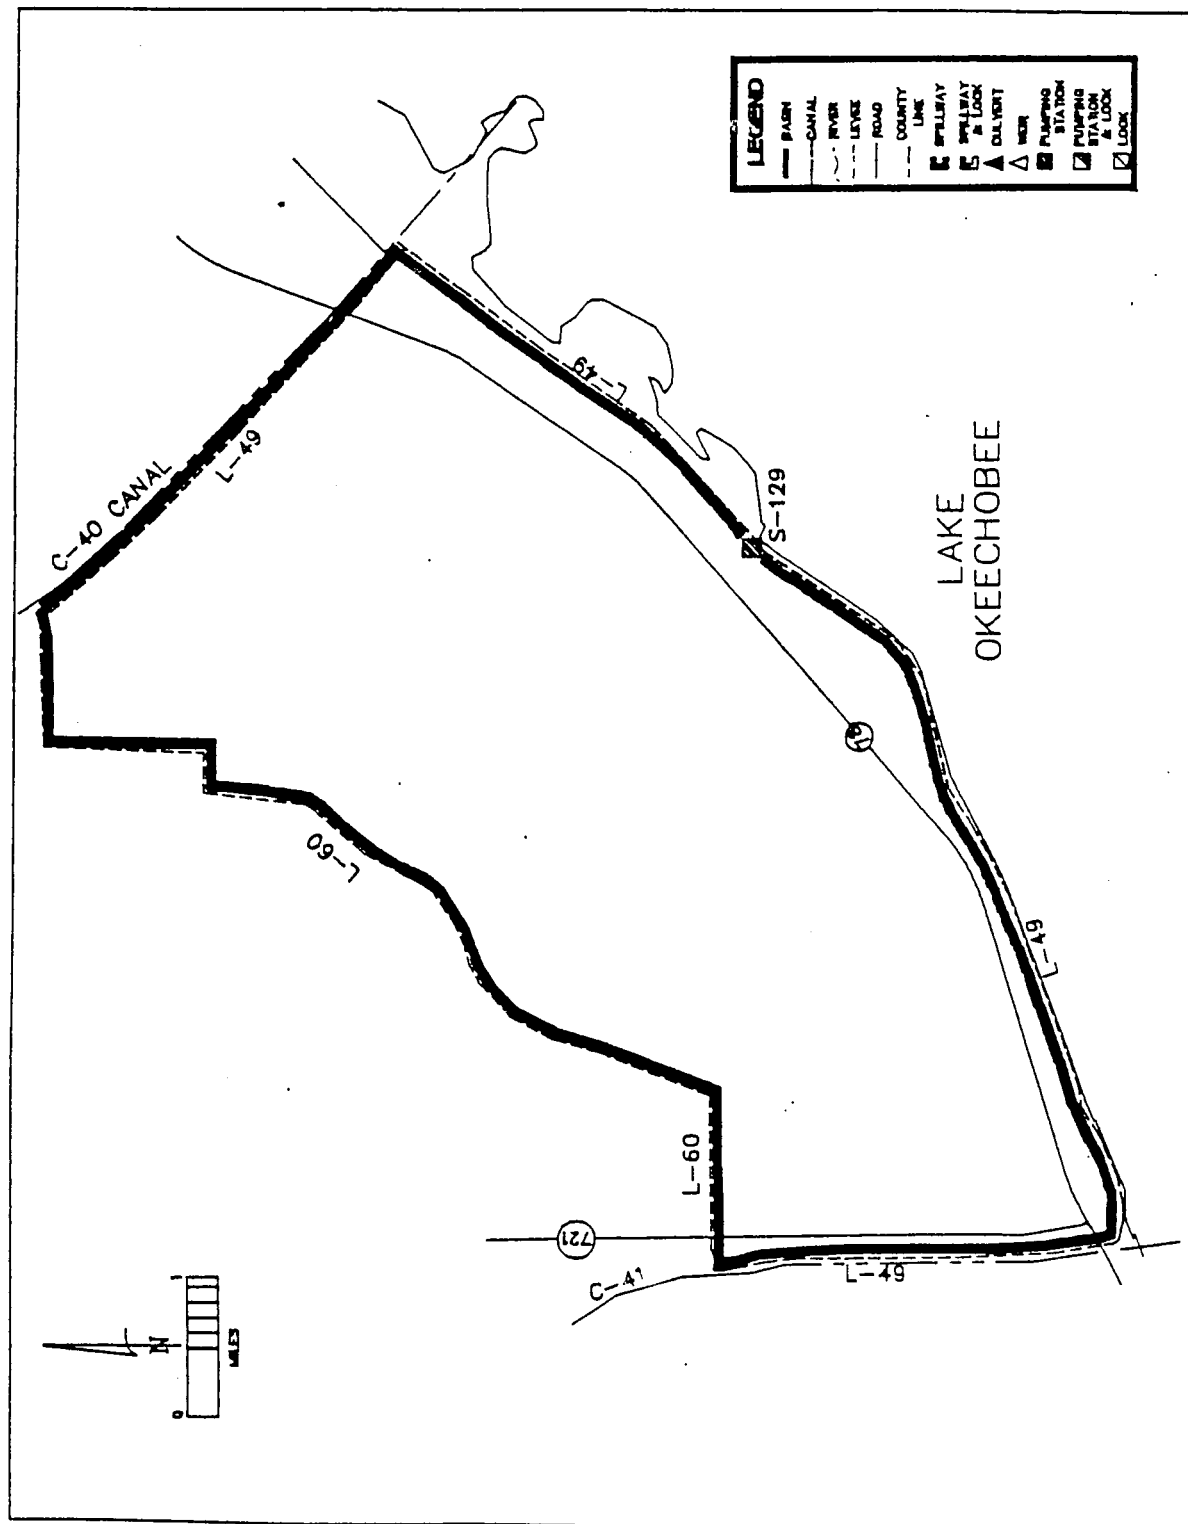 LEGEND
BASIN
CANAL
RIVER
LEVEE
ROAD
COUNTY
LINE
SPILLWAY
SPILLWAY
& LOCK
CULVERT
WEIR
PUMPING
STATION
PUMPING
STATION
& LOCK
LOCK
C-40 CANAL
L-49
L-49
S-129
LAKE
OKEECHOBEE
78
L-60
L-49
L-60
721
C-41
L-49
N
0
1
MILES